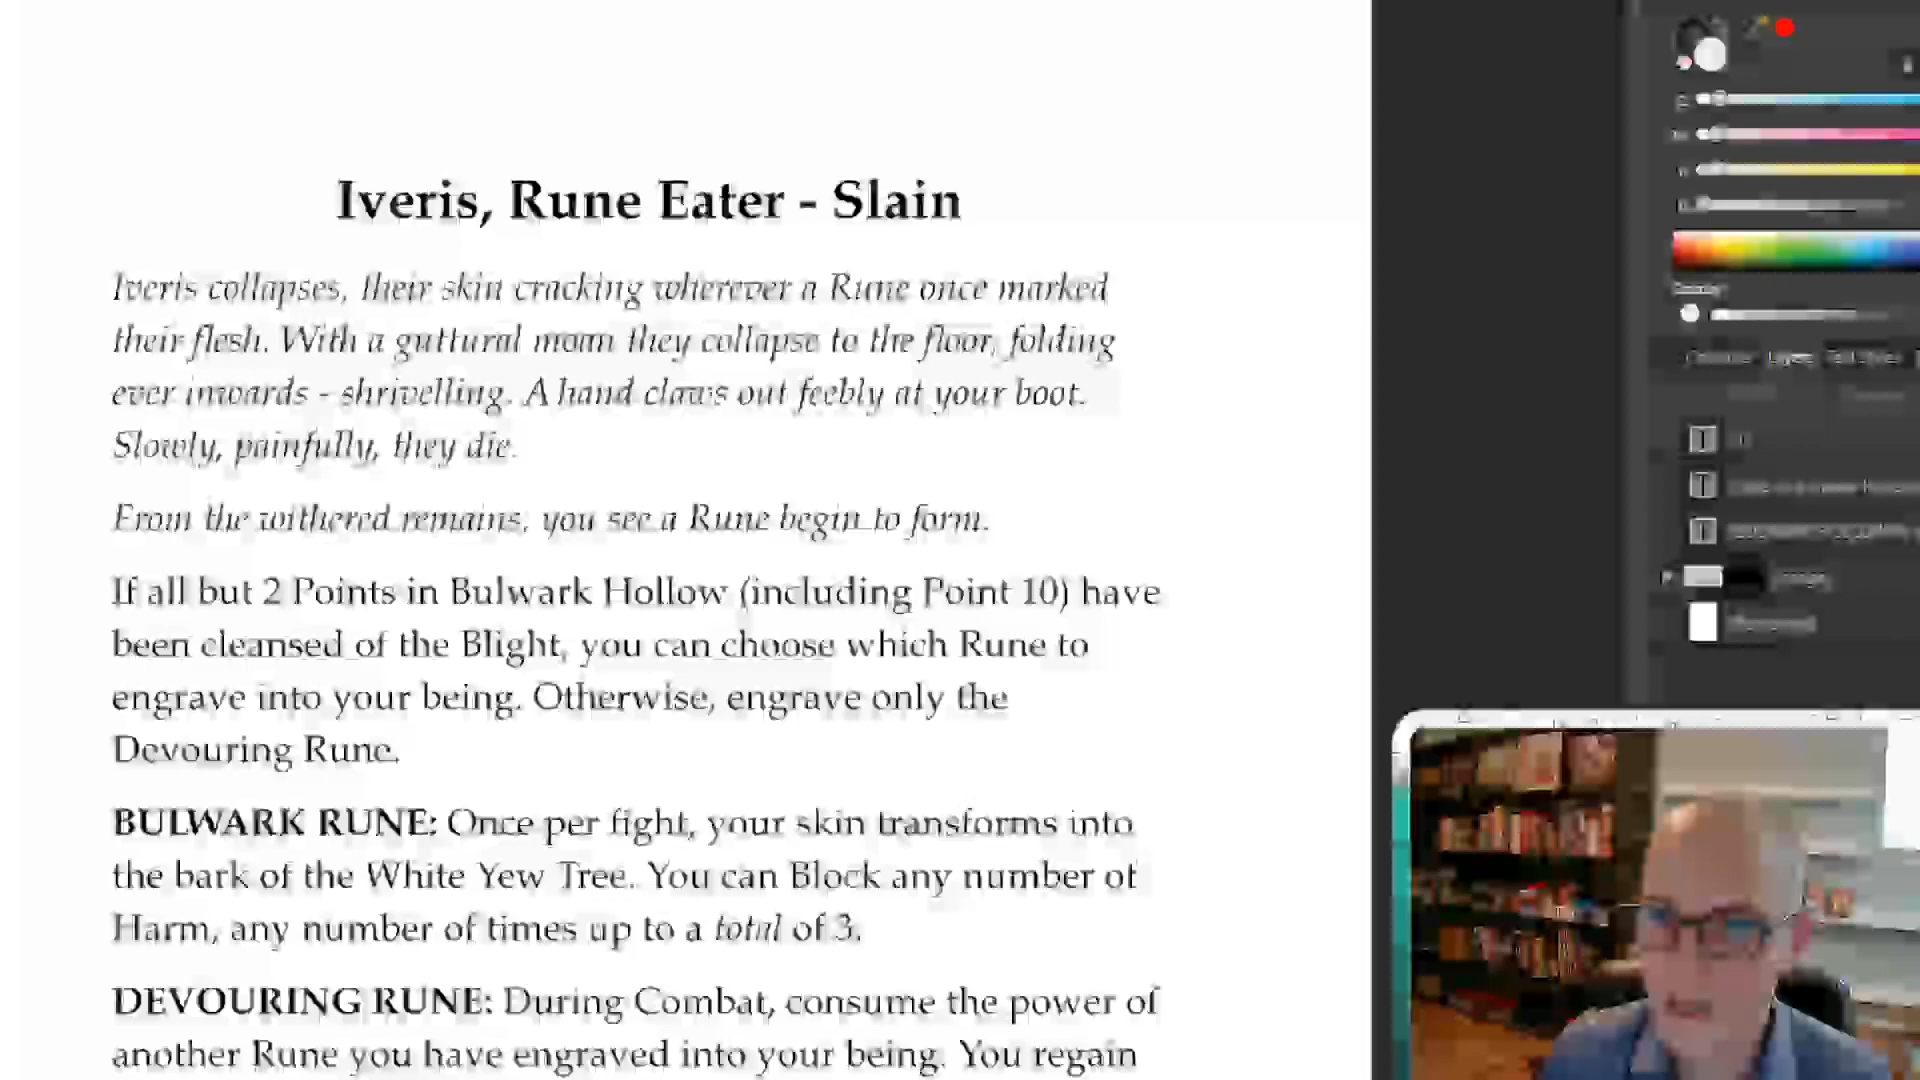 Iveris, Rune Eater - Slain
Iveris collapses, their skin cracking wherever a Rune once marked
their flesh. With a guttural moan they collapse to the floor, folding
ever inwards - shrivelling. A hand claws out feebly at your boot.
Slowly, painfully, they die.
From the withered remains, you see a Rune begin to form.
If all but 2 Points in Bulwark Hollow (including Point 10) have
been cleansed of the Blight, you can choose which Rune to
engrave into your being. Otherwise, engrave only the
Devouring Rune.
BULWARK RUNE: Once per fight, your skin transforms into
the bark of the White Yew Tree. You can Block any number of
Harm, any number of times up to a total of 3.
DEVOURING RUNE: During Combat, consume the power of
another Rune you have engraved into your being. You regain